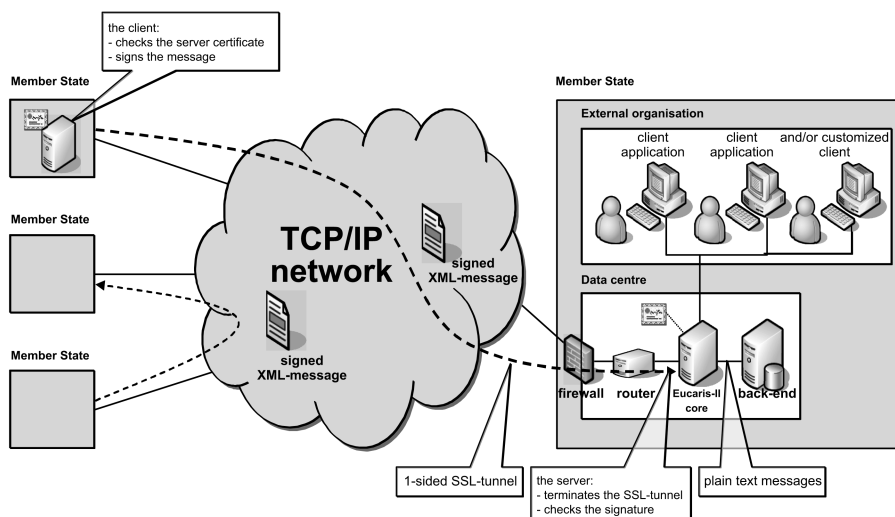 the client:
- checks the server certificate
- signs the message
Member State
Member State
External organisation
client
application
client
application
and/or customized
client
TCP/IP
network
signed
XML-message
signed
XML-message
Member State
Data centre
Member State
firewall
router
Eucaris-II
core
back-end
1-sided SSL-tunnel
the server:
- terminates the SSL-tunnel
- checks the signature
plain text messages